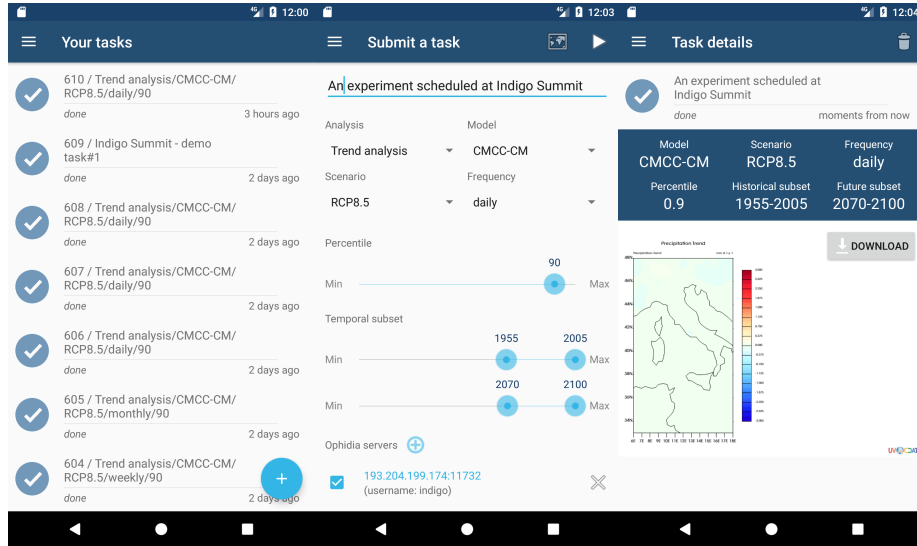 4G 12:00
Your tasks
610 / Trend analysis/CMCC-CM/
RCP8.5/daily/90
done 3 hours ago
609 / Indigo Summit - demo
task#1
done 2 days ago
608 / Trend analysis/CMCC-CM/
RCP8.5/daily/90
done 2 days ago
607 / Trend analysis/CMCC-CM/
RCP8.5/daily/90
done 2 days ago
606 / Trend analysis/CMCC-CM/
RCP8.5/daily/90
done 2 days ago
605 / Trend analysis/CMCC-CM/
RCP8.5/monthly/90
done 2 days ago
604 / Trend analysis/CMCC-CM/
RCP8.5/weekly/90
done 2 days ago
+
4G 12:03
Submit a task
An experiment scheduled at Indigo Summit
Analysis Model
Trend analysis CMCC-CM
Scenario Frequency
RCP8.5 daily
Percentile
90
Min Max
Temporal subset
1955 2005
Min Max
2070 2100
Min Max
Ophidia servers
193.204.199.174:11732
(username: indigo)
4G 12:04
Task details
An experiment scheduled at
Indigo Summit
done moments from now
Model Scenario Frequency
CMCC-CM RCP8.5 daily
Percentile Historical subset Future subset
0.9 1955-2005 2070-2100
DOWNLOAD
Precipitation Trend